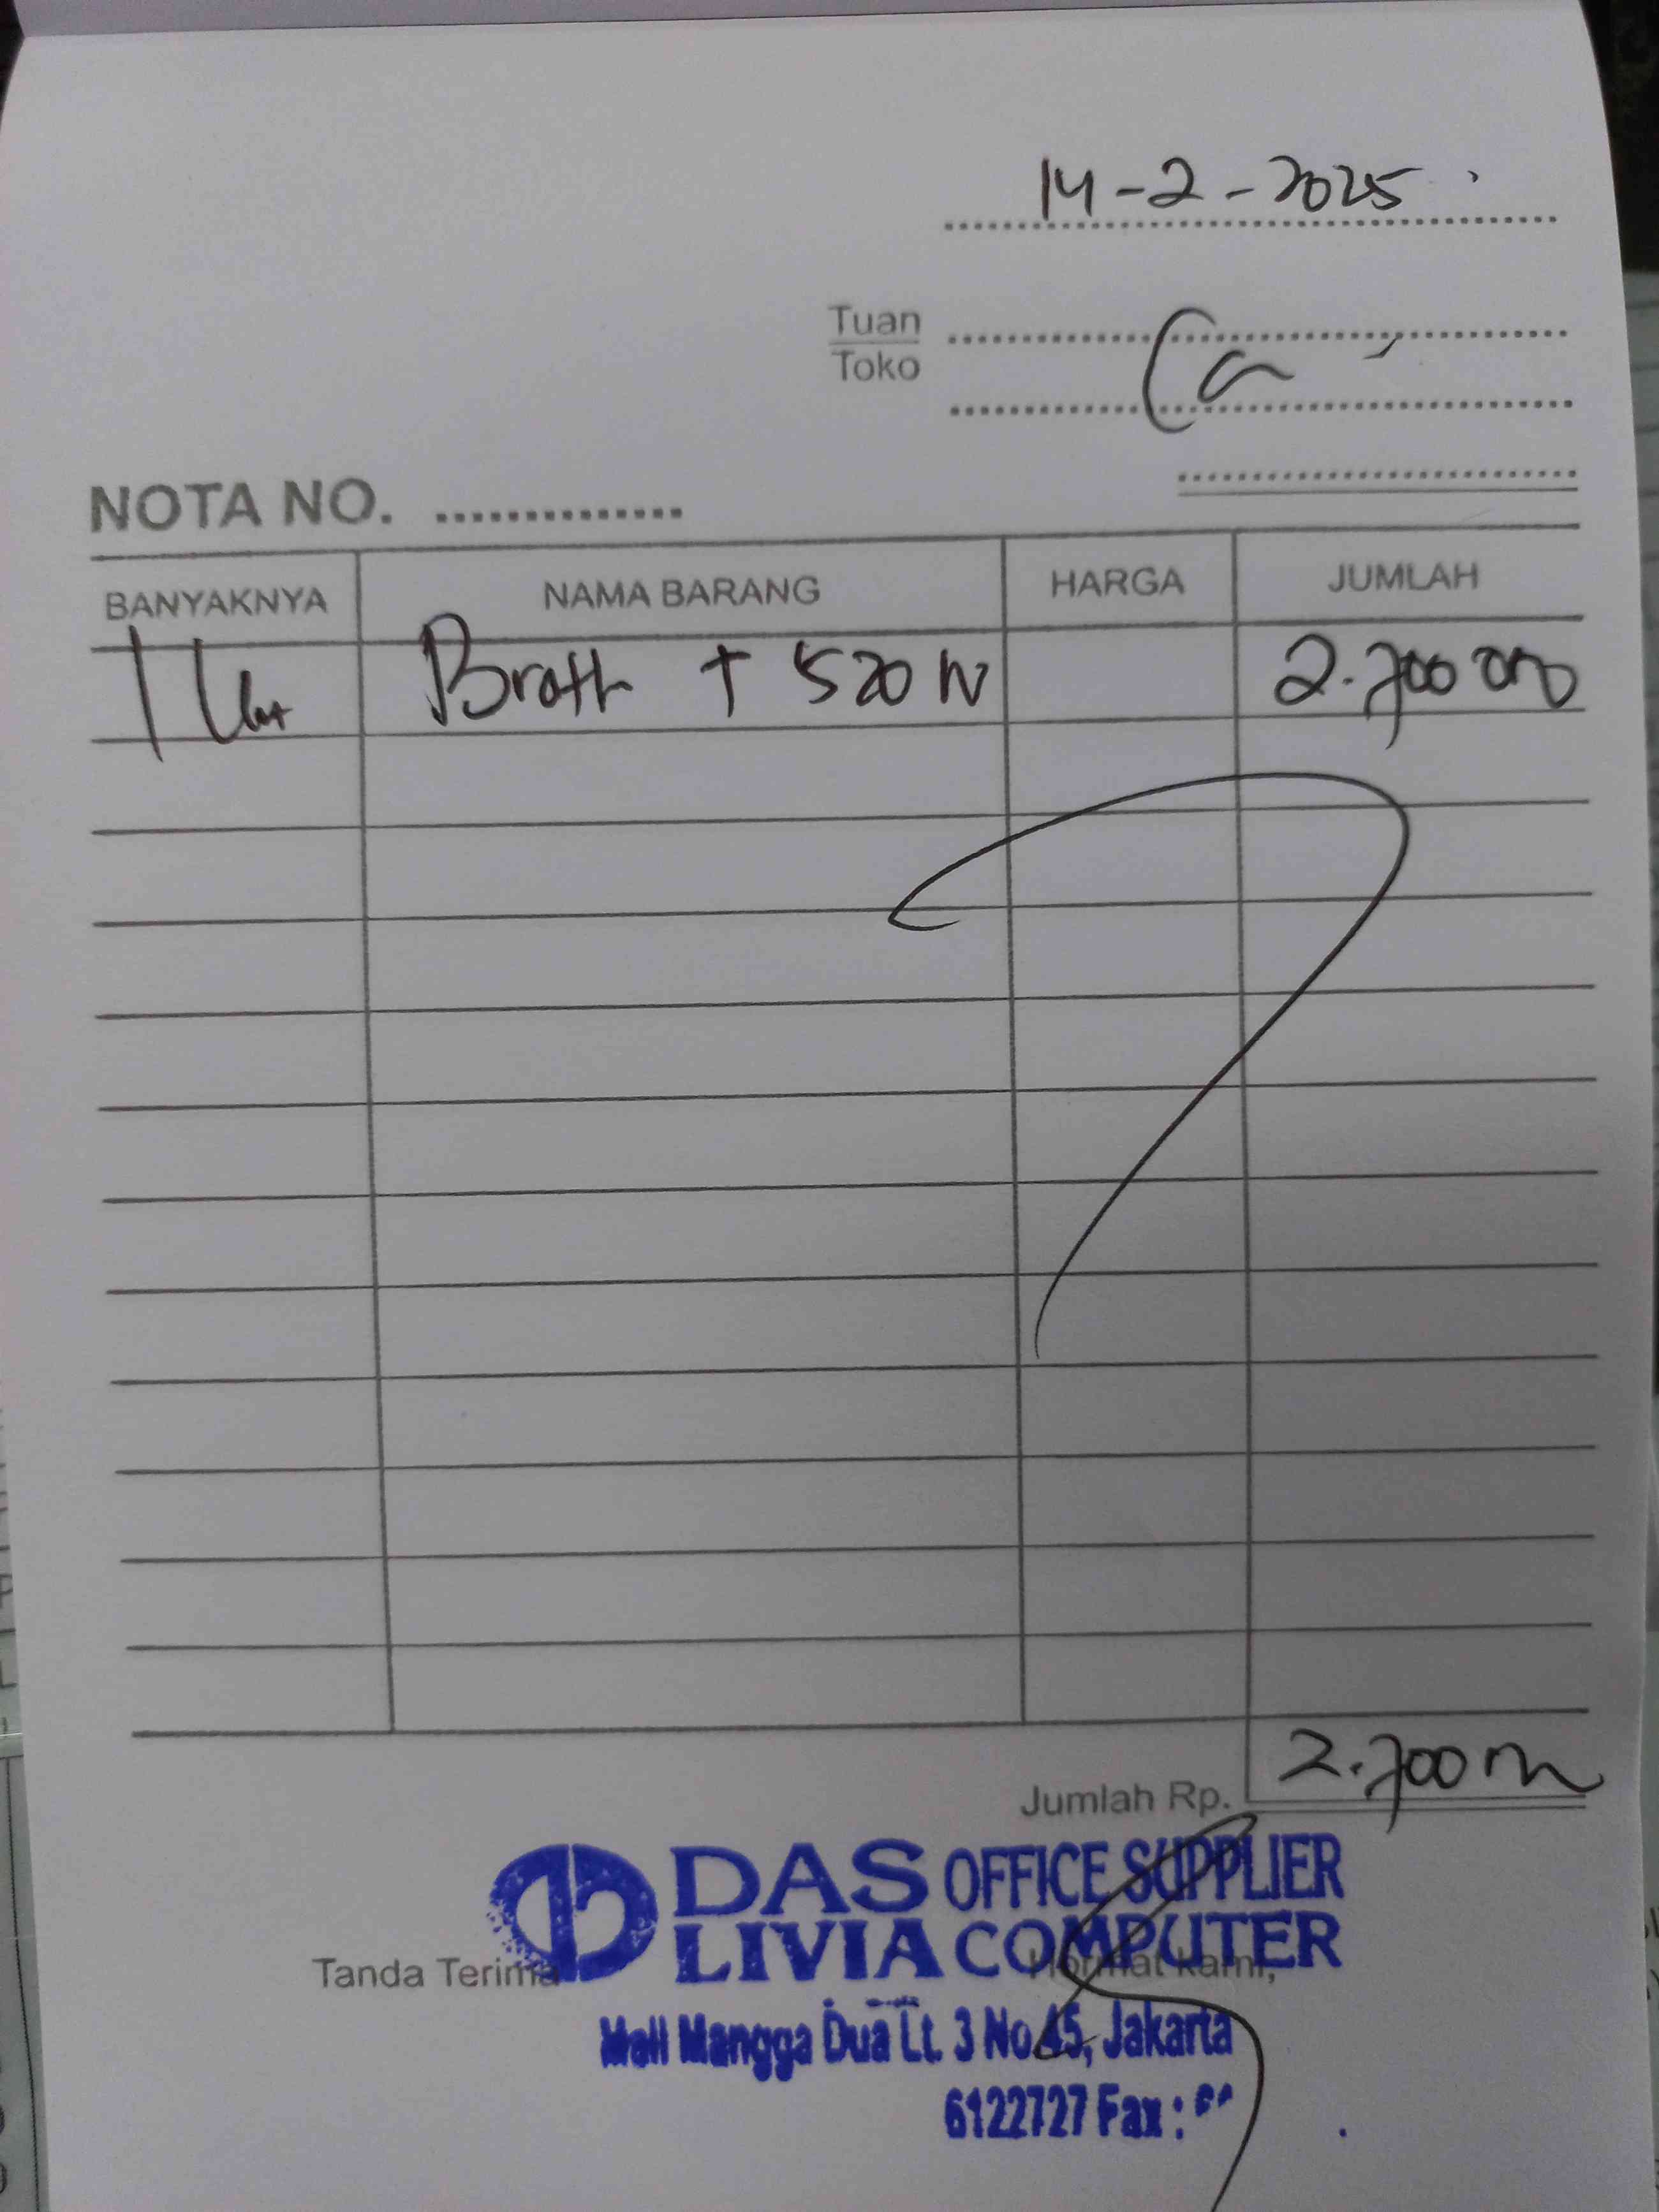 14-2-2025
Tuan
Toko
NOTA NO. ..............
BANYAKNYA NAMA BARANG HARGA JUMLAH
1 Broth T 520 W 2.700 000
Jumlah Rp. 2.700
DAS OFFICE SUPPLIER
LIVIA COMPUTER
Tanda Terima Hormat kami,
Mall Mangga Dua Lt. 3 No.45, Jakarta
6122727 Fax :